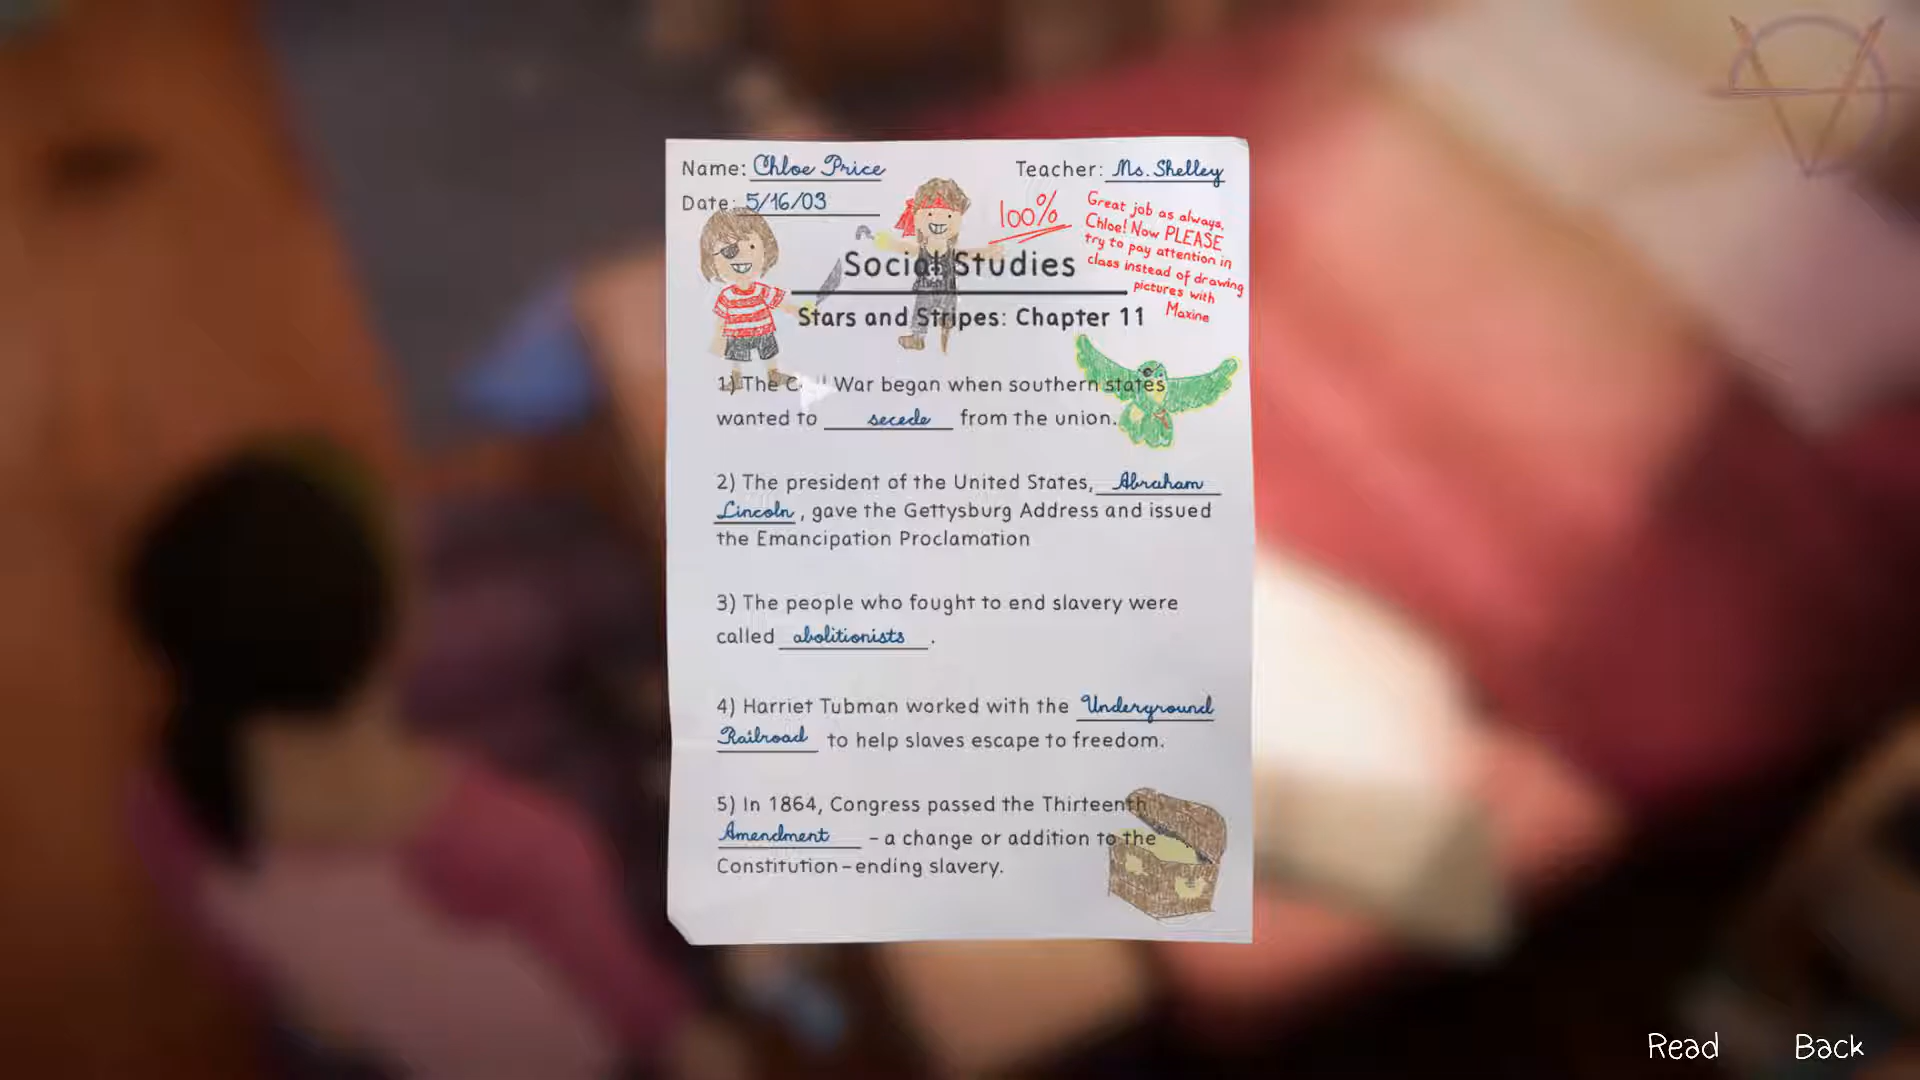 Name: Chloe Price
Teacher: Ms. Shelley
Date: 5/16/03
100%
Great job as always,
Chloe! Now PLEASE
try to pay attention in
class instead of drawing
pictures with
Maxine
Social Studies
Stars and Stripes: Chapter 11
1) The War began when southern states
wanted to secede from the union.
2) The president of the United States, Abraham
Lincoln, gave the Gettysburg Address and issued
the Emancipation Proclamation
3) The people who fought to end slavery were
called abolitionists.
4) Harriet Tubman worked with the Underground
Railroad to help slaves escape to freedom.
5) In 1864, Congress passed the Thirteenth
Amendment - a change or addition to the
Constitution-ending slavery.
Read
Back